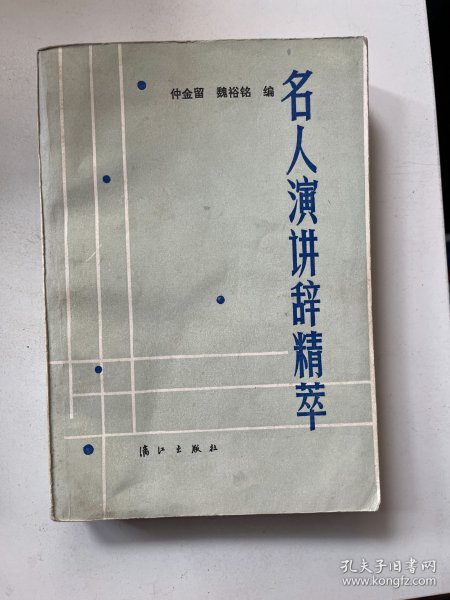 仲金留 魏裕铭 编
名人演讲辞精萃
漓江出版社
孔夫子旧书网
www.kongfz.com